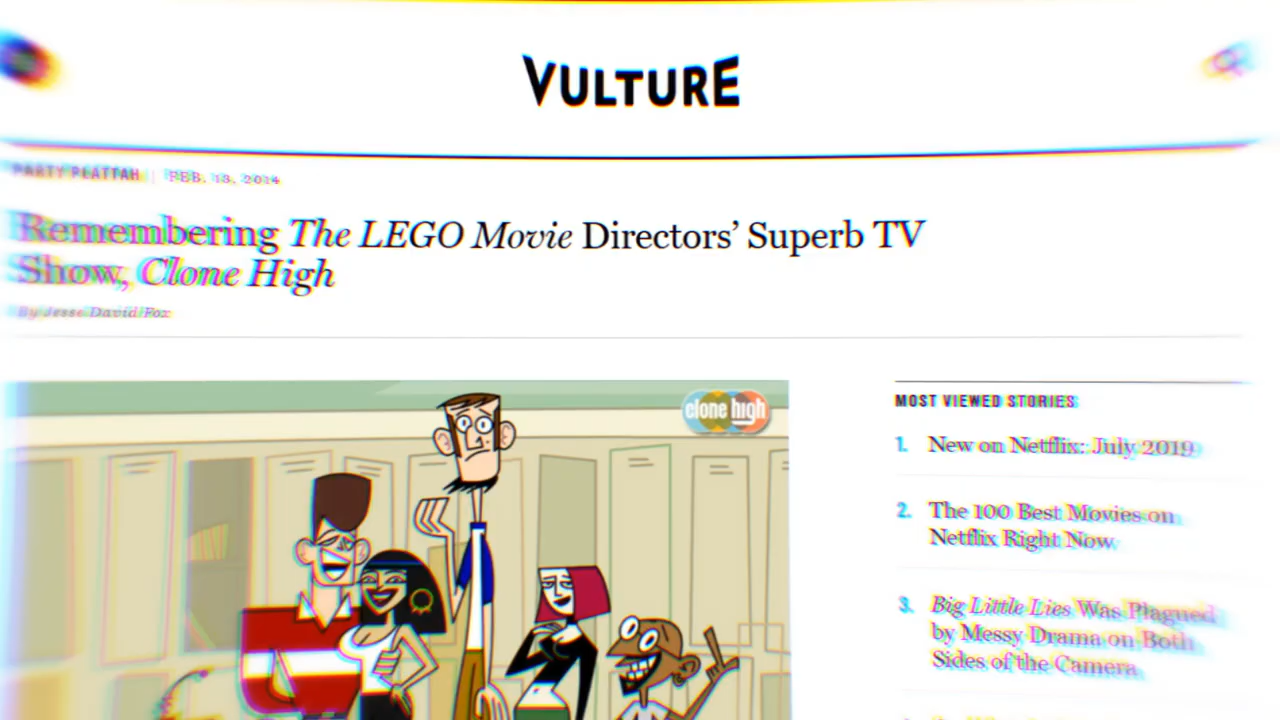 VULTURE
PARTY PLATTAH | FEB. 13, 2014
Remembering The LEGO Movie Directors’ Superb TV
Show, Clone High
By Jesse David Fox
clone high
MOST VIEWED STORIES
1. New on Netflix: July 2019
2. The 100 Best Movies on
Netflix Right Now
3. Big Little Lies Was Plagued
by Messy Drama on Both
Sides of the Camera